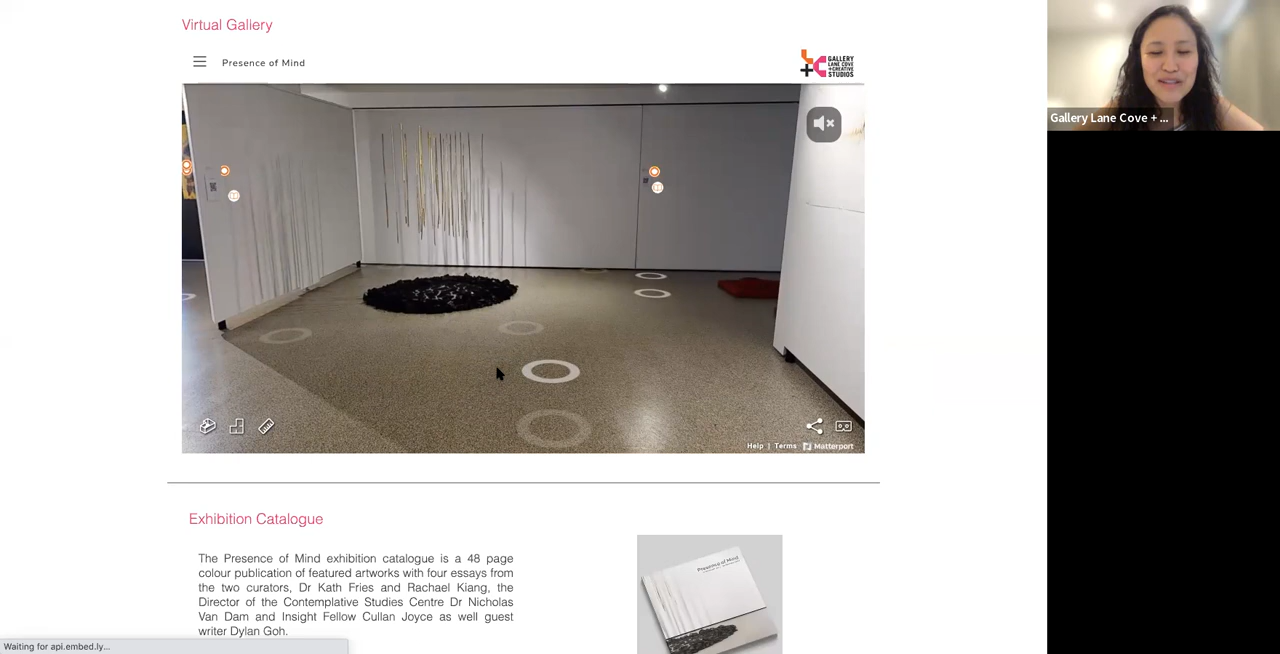 Virtual Gallery
Presence of Mind
GALLERY
LANE COVE
+CREATIVE
STUDIOS
Gallery Lane Cove + ...
Help | Terms
Matterport
Exhibition Catalogue
The Presence of Mind exhibition catalogue is a 48 page
colour publication of featured artworks with four essays from
the two curators, Dr Kath Fries and Rachael Kiang, the
Director of the Contemplative Studies Centre Dr Nicholas
Van Dam and Insight Fellow Cullan Joyce as well guest
writer Dylan Goh.
Presence of Mind
Waiting for api.embed.ly...